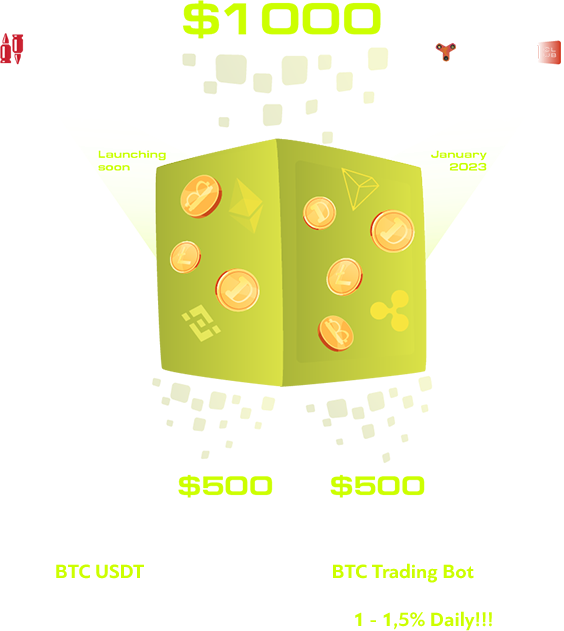 $1000
Launching
soon
January
2023
$500
$500
BTC USDT
BTC Trading Bot
1 - 1,5% Daily!!!